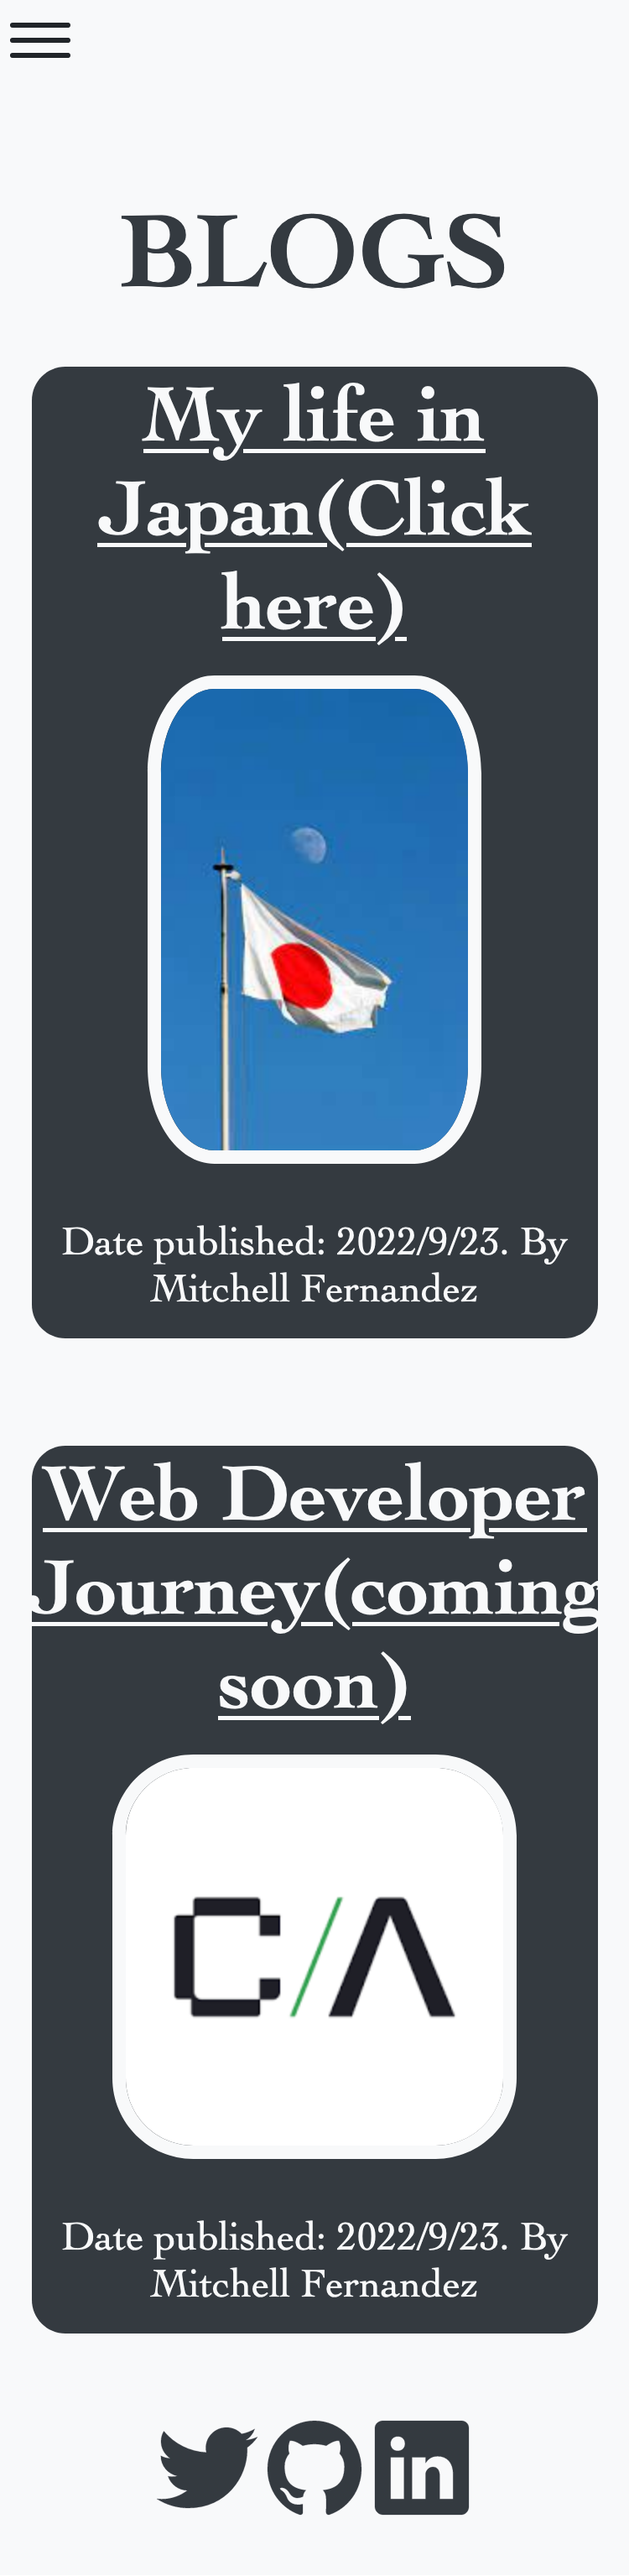 BLOGS
My life in
Japan(Click
here)
Date published: 2022/9/23. By
Mitchell Fernandez
Web Developer
Journey(coming
soon)
C/A
Date published: 2022/9/23. By
Mitchell Fernandez
in